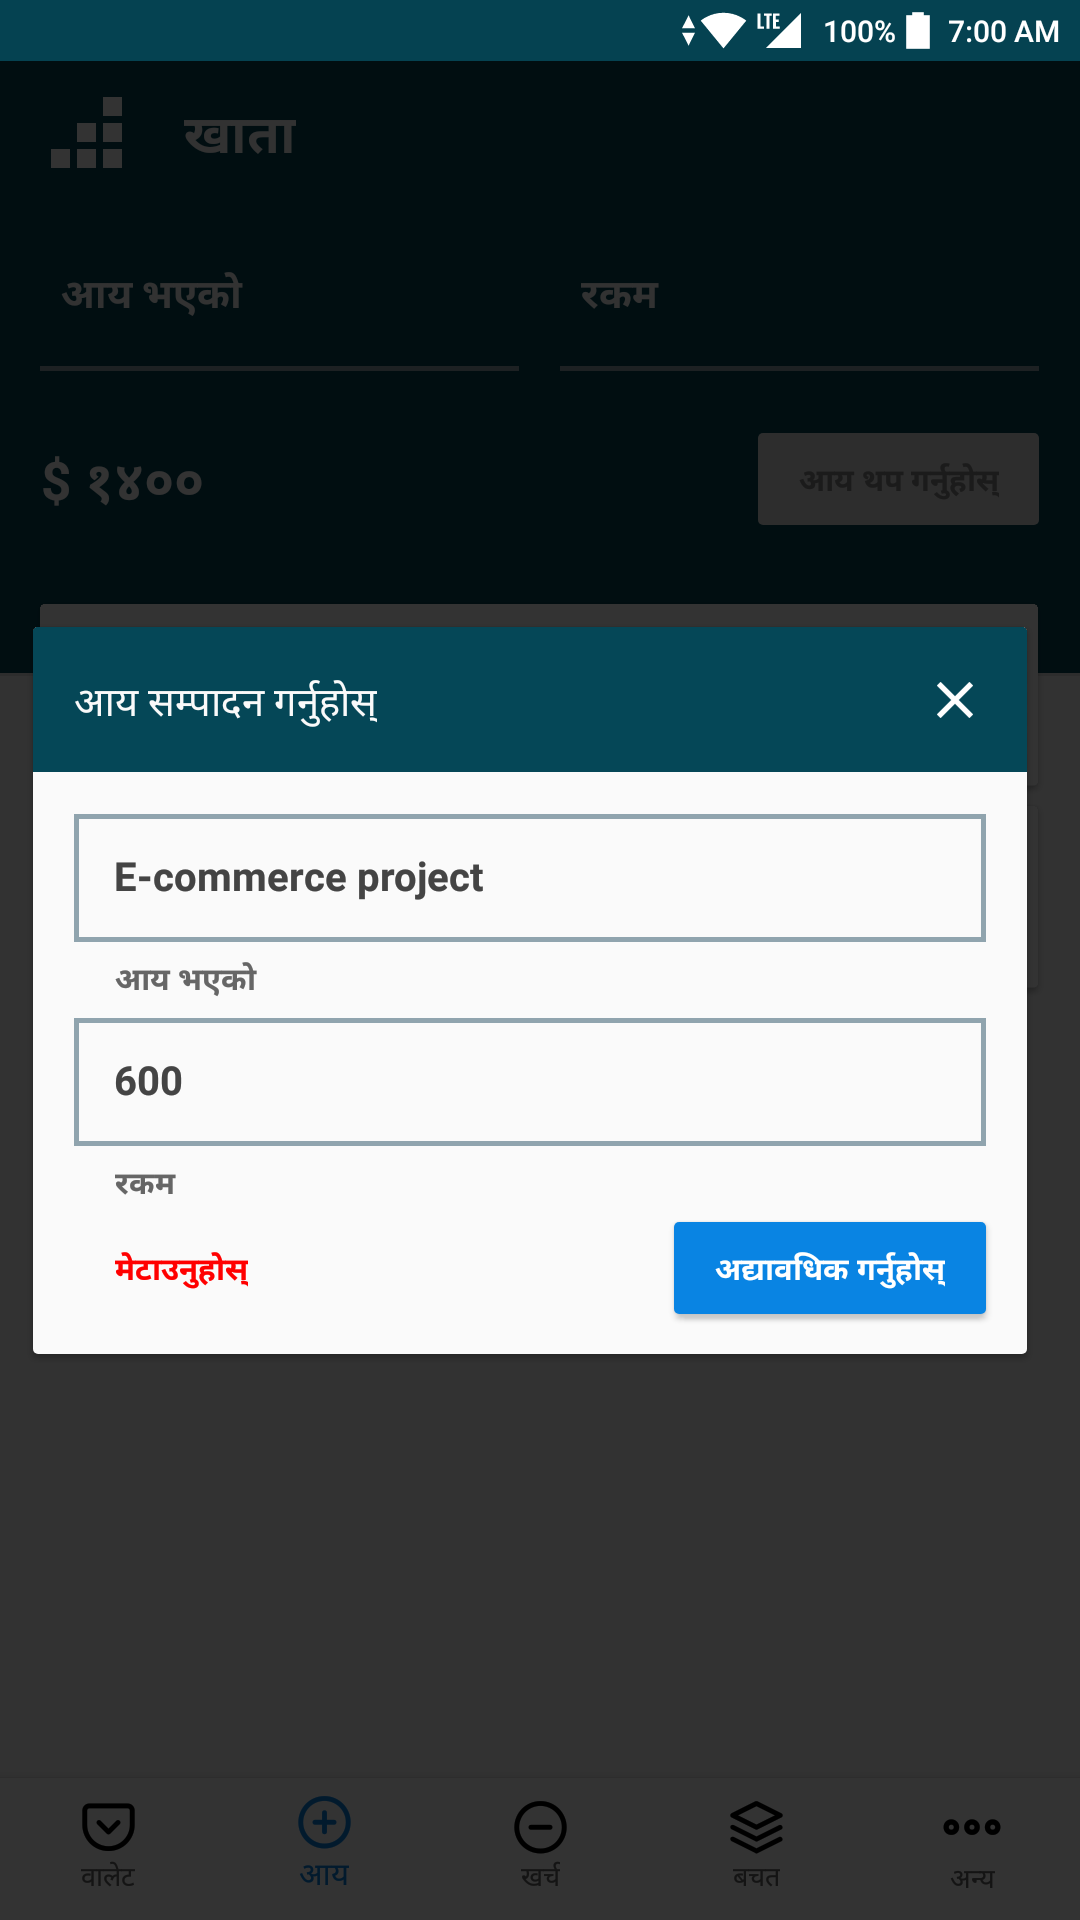 LTE 100% 7:00 AM
खाता
आय भएको रकम
$ १४०० आय थप गर्नुहोस्
आय सम्पादन गर्नुहोस्
E-commerce project
आय भएको
600
रकम
मेटाउनुहोस् अद्यावधिक गर्नुहोस्
वालेट आय खर्च बचत अन्य